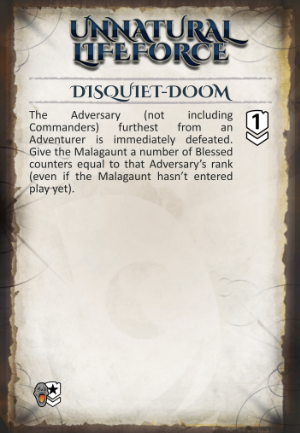 UNNATURAL
LIFEFORCE
DISQUIET-DOOM
The Adversary (not including
Commanders) furthest from an
Adventurer is immediately defeated.
Give the Malagaunt a number of Blessed
counters equal to that Adversary's rank
(even if the Malagaunt hasn't entered
play yet).
1